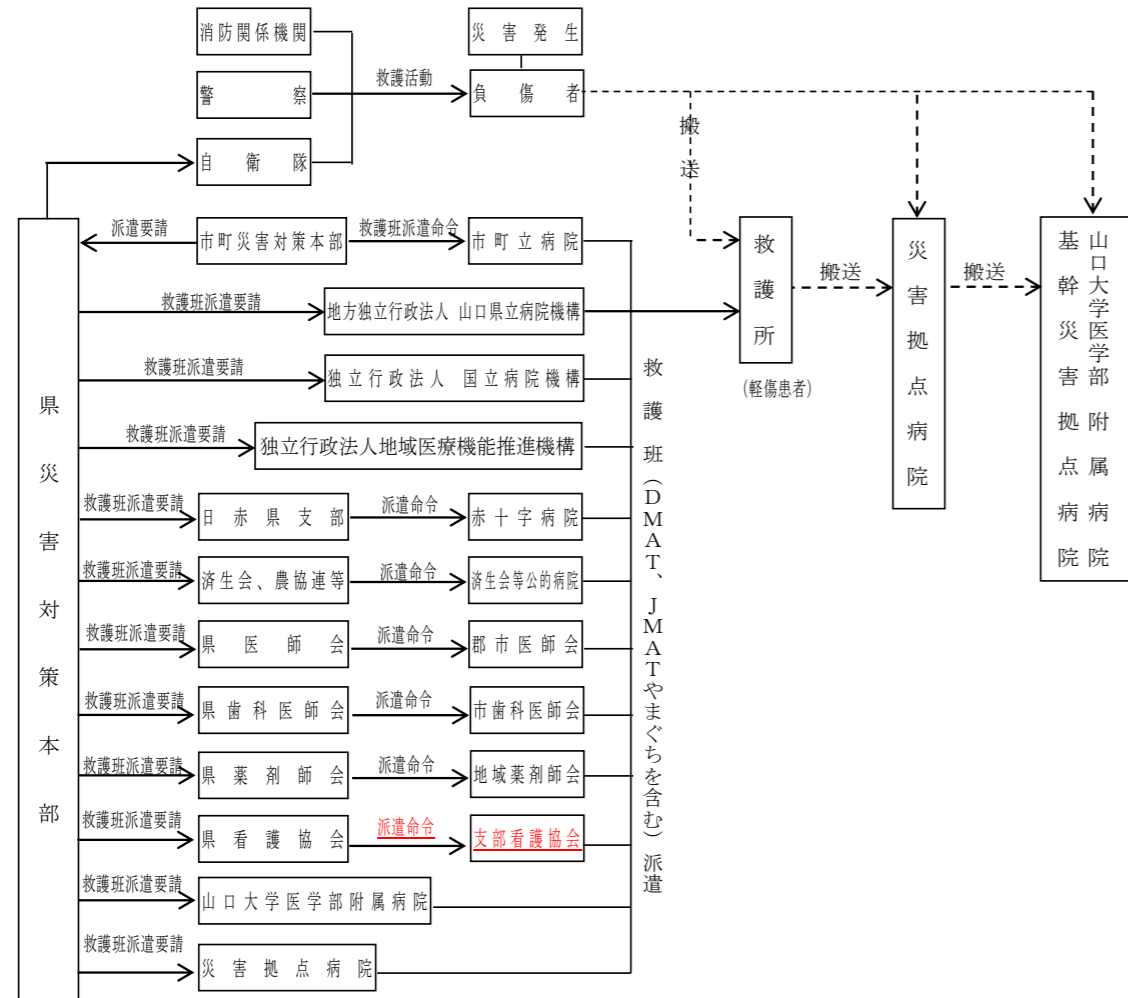 消防関係機関
災害発生
警察
救護活動
負傷者
搬送
自衛隊
派遣要請
市町災害対策本部
救護班派遣命令
市町立病院
救護班派遣要請
地方独立行政法人 山口県立病院機構
救護班派遣要請
独立行政法人 国立病院機構
救護班派遣要請
独立行政法人地域医療機能推進機構
救護班派遣要請
日赤県支部
派遣命令
赤十字病院
救護班派遣要請
済生会、農協連等
派遣命令
済生会等公的病院
救護班派遣要請
県医師会
派遣命令
郡市医師会
救護班派遣要請
県歯科医師会
派遣命令
市歯科医師会
救護班派遣要請
県薬剤師会
派遣命令
地域薬剤師会
救護班派遣要請
県看護協会
派遣命令
支部看護協会
救護班派遣要請
山口大学医学部附属病院
救護班派遣要請
災害拠点病院
県災害対策本部
救護班(DMAT、JMATやまぐちを含む)派遣
救護所
(軽傷患者)
搬送
災害拠点病院
搬送
山口大学医学部附属病院
基幹災害拠点病院